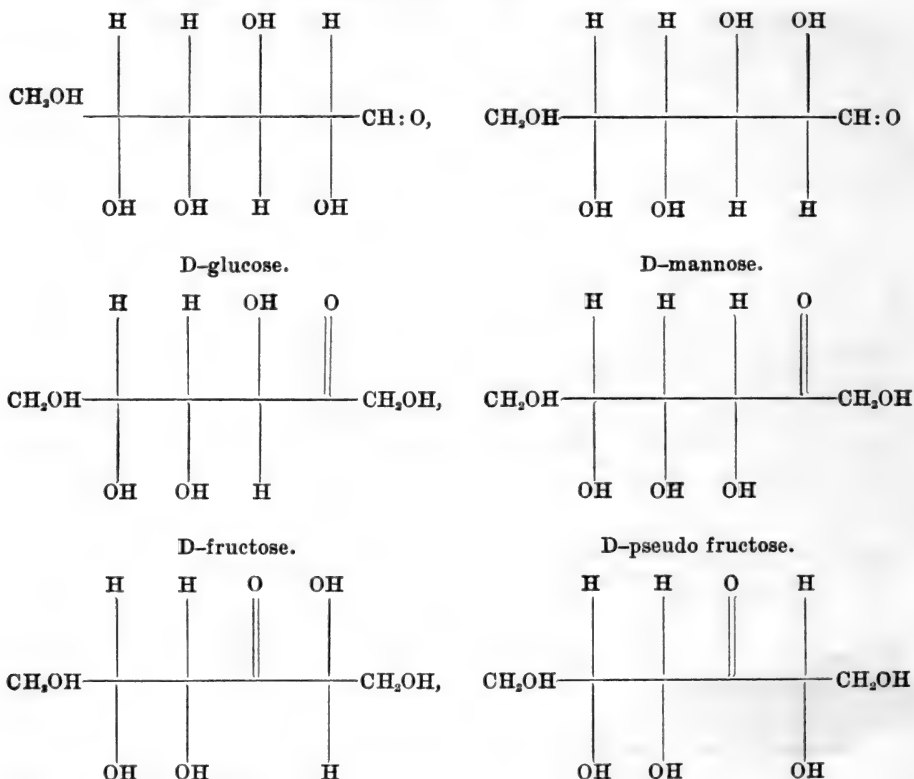 H H OH H H H OH OH
CH₂OH CH:O, CH₂OH CH:O
OH OH H OH OH OH H H
D-glucose. D-mannose.
H H OH O H H H O
CH₂OH CH₂OH, CH₂OH CH₂OH
OH OH H OH OH OH
D-fructose. D-pseudo fructose.
H H O OH H H O H
CH₂OH CH₂OH, CH₂OH CH₂OH
OH OH H OH OH OH